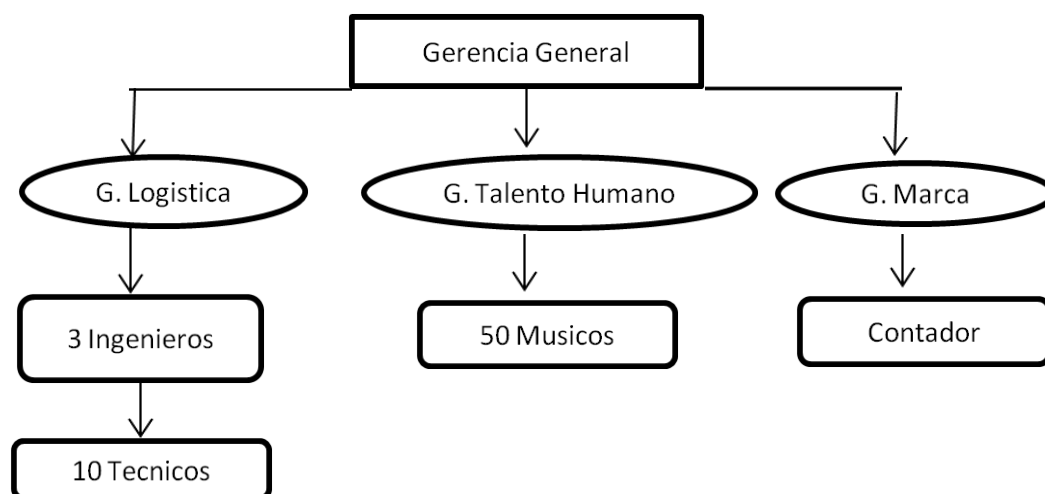 Gerencia General
G. Logistica
G. Talento Humano
G. Marca
3 Ingenieros
50 Musicos
Contador
10 Tecnicos